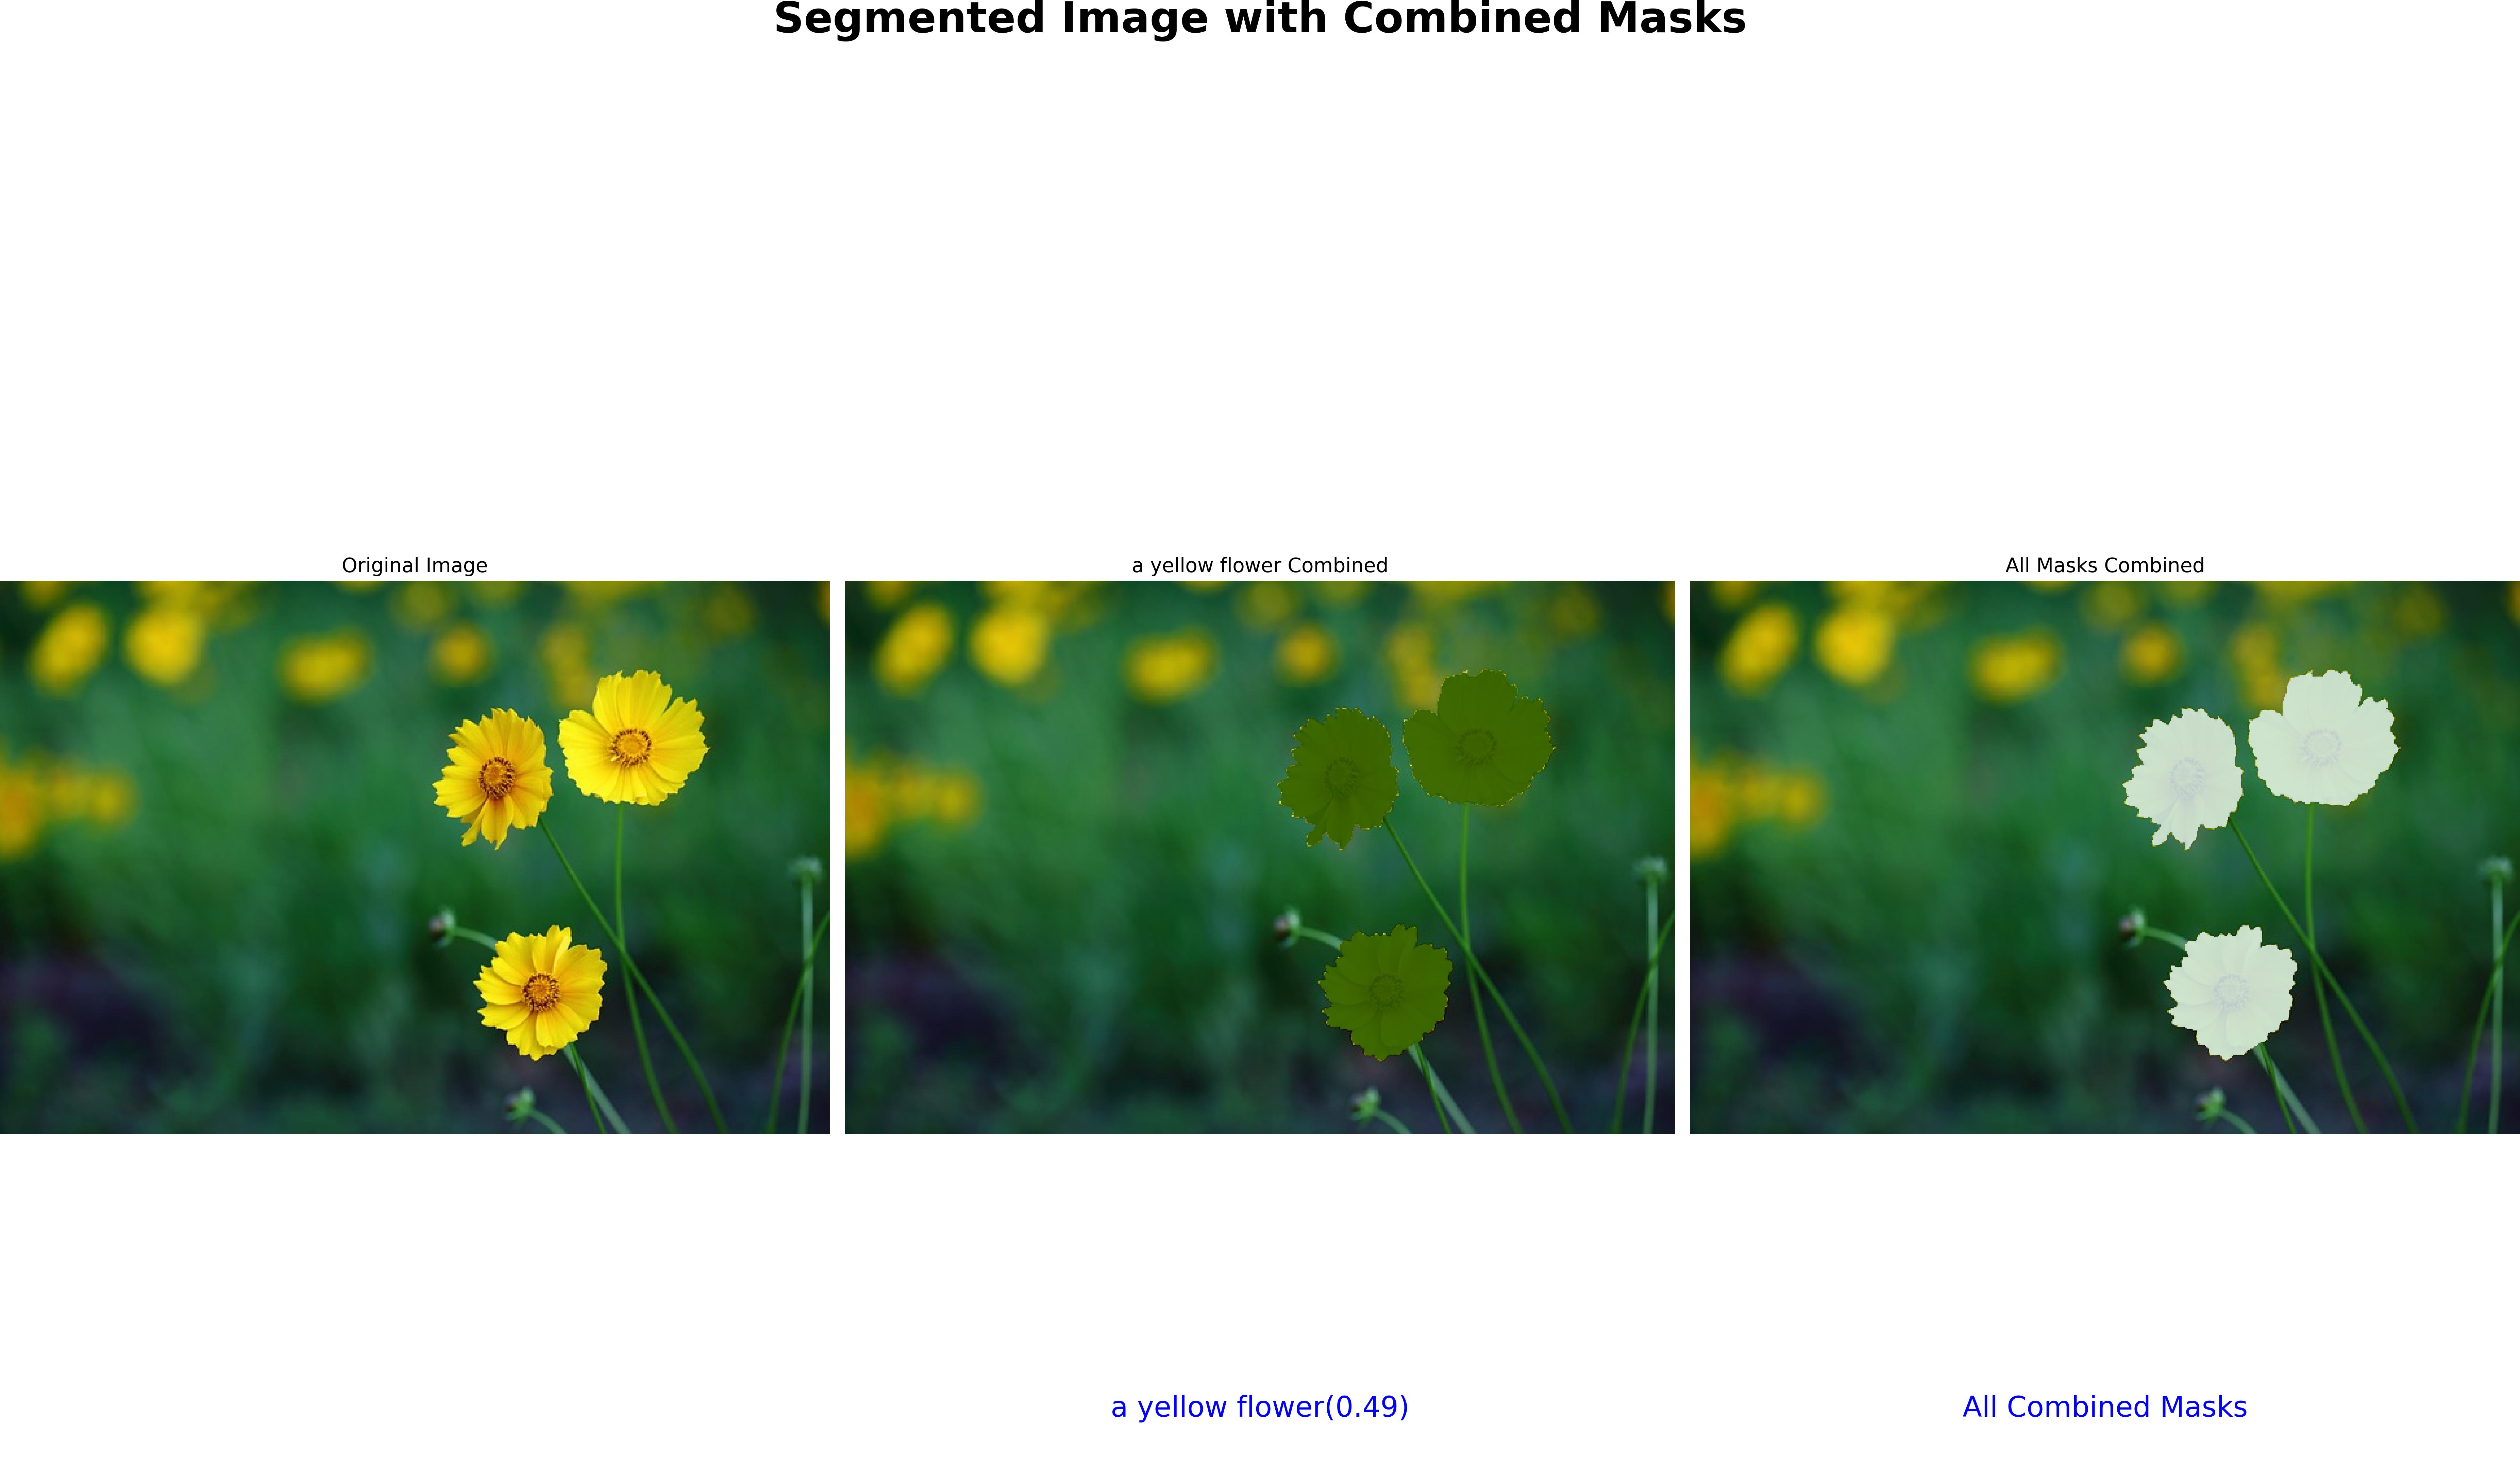 Segmented Image with Combined Masks
Original Image
a yellow flower Combined
All Masks Combined
a yellow flower(0.49)
All Combined Masks